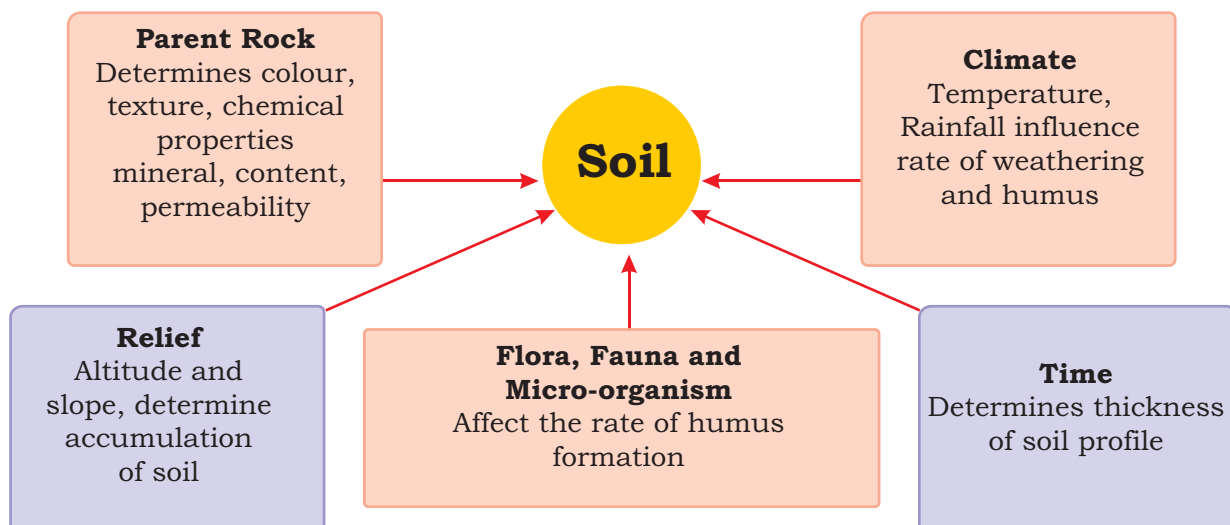 Parent Rock
Determines colour,
texture, chemical
properties
mineral, content,
permeability
Soil
Climate
Temperature,
Rainfall influence
rate of weathering
and humus
Relief
Altitude and
slope, determine
accumulation
of soil
Flora, Fauna and
Micro-organism
Affect the rate of humus
formation
Time
Determines thickness
of soil profile